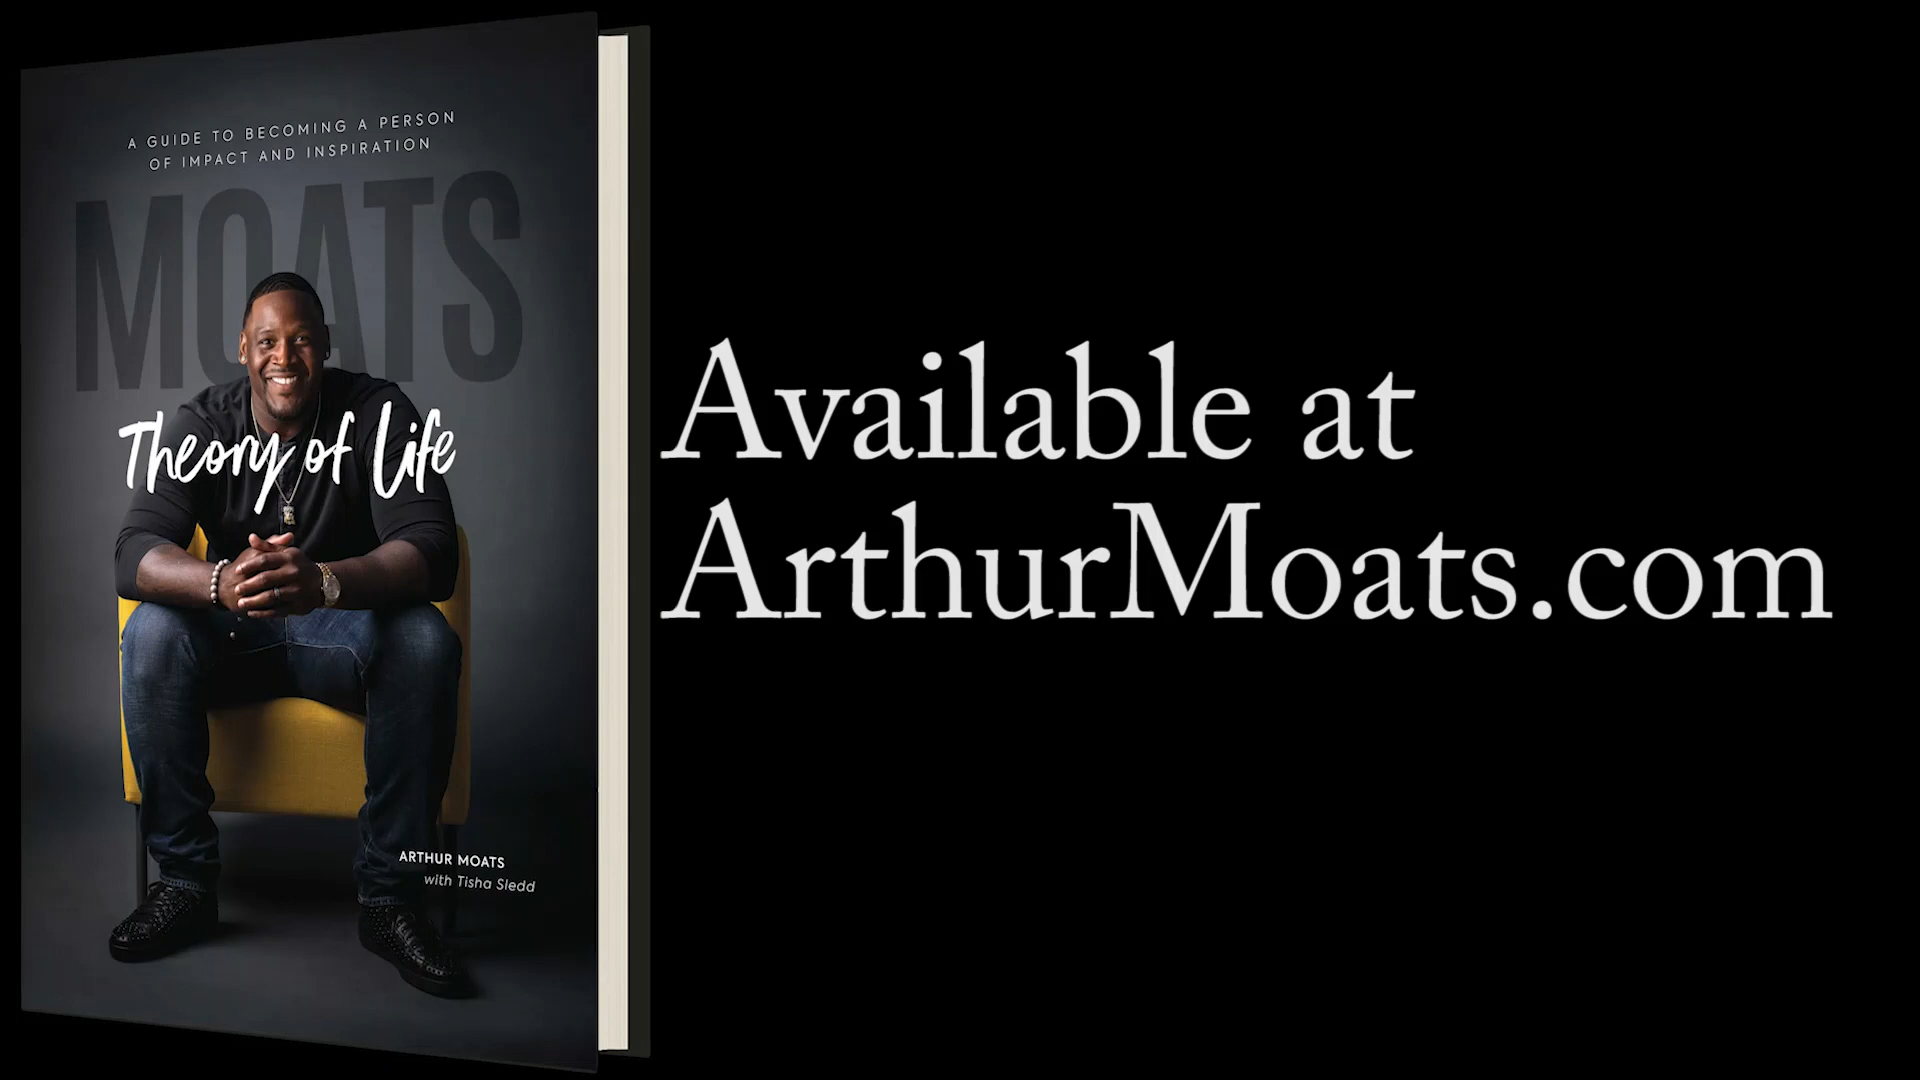 A GUIDE TO BECOMING A PERSON
OF IMPACT AND INSPIRATION
MOATS
Theory of Life
ARTHUR MOATS
with Tisha Sledd
Available at
ArthurMoats.com